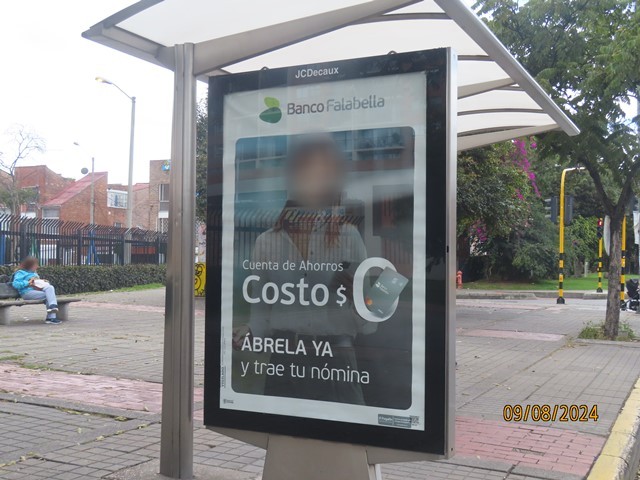 JCDecaux
Banco Falabella
Cuenta de Ahorros
Costo $ 0
ÁBRELA YA
y trae tu nómina
09/08/2024